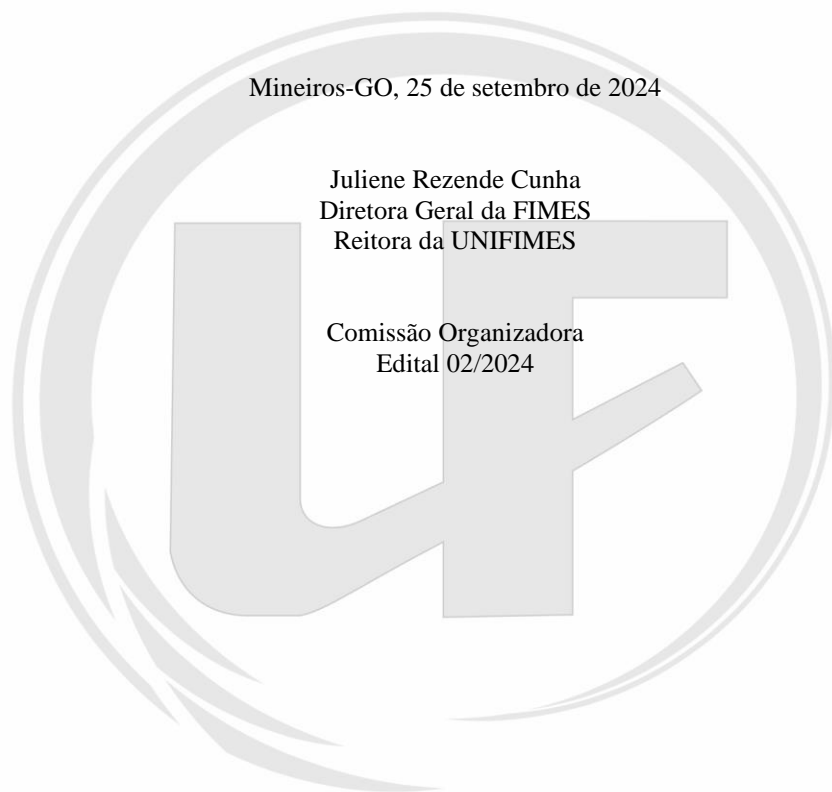 Mineiros-GO, 25 de setembro de 2024
Juliene Rezende Cunha
Diretora Geral da FIMES
Reitora da UNIFIMES
Comissão Organizadora
Edital 02/2024
UF